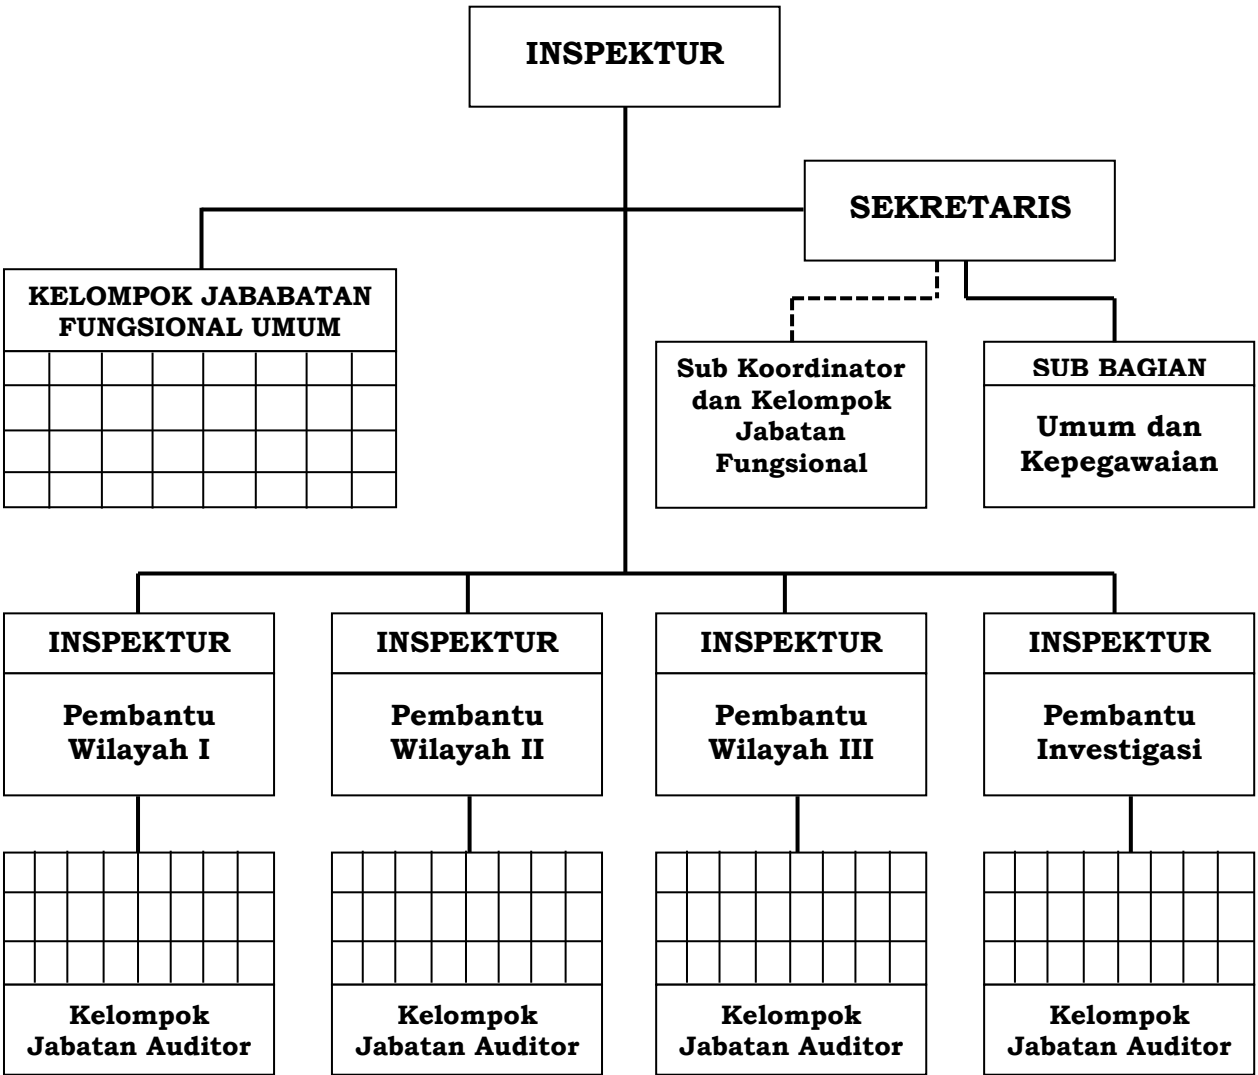 INSPEKTUR
SEKRETARIS
KELOMPOK JABABATAN
FUNGSIONAL UMUM
Sub Koordinator
dan Kelompok
Jabatan
Fungsional
SUB BAGIAN
Umum dan
Kepegawaian
INSPEKTUR
Pembantu
Wilayah I
INSPEKTUR
Pembantu
Wilayah II
INSPEKTUR
Pembantu
Wilayah III
INSPEKTUR
Pembantu
Investigasi
Kelompok
Jabatan Auditor
Kelompok
Jabatan Auditor
Kelompok
Jabatan Auditor
Kelompok
Jabatan Auditor